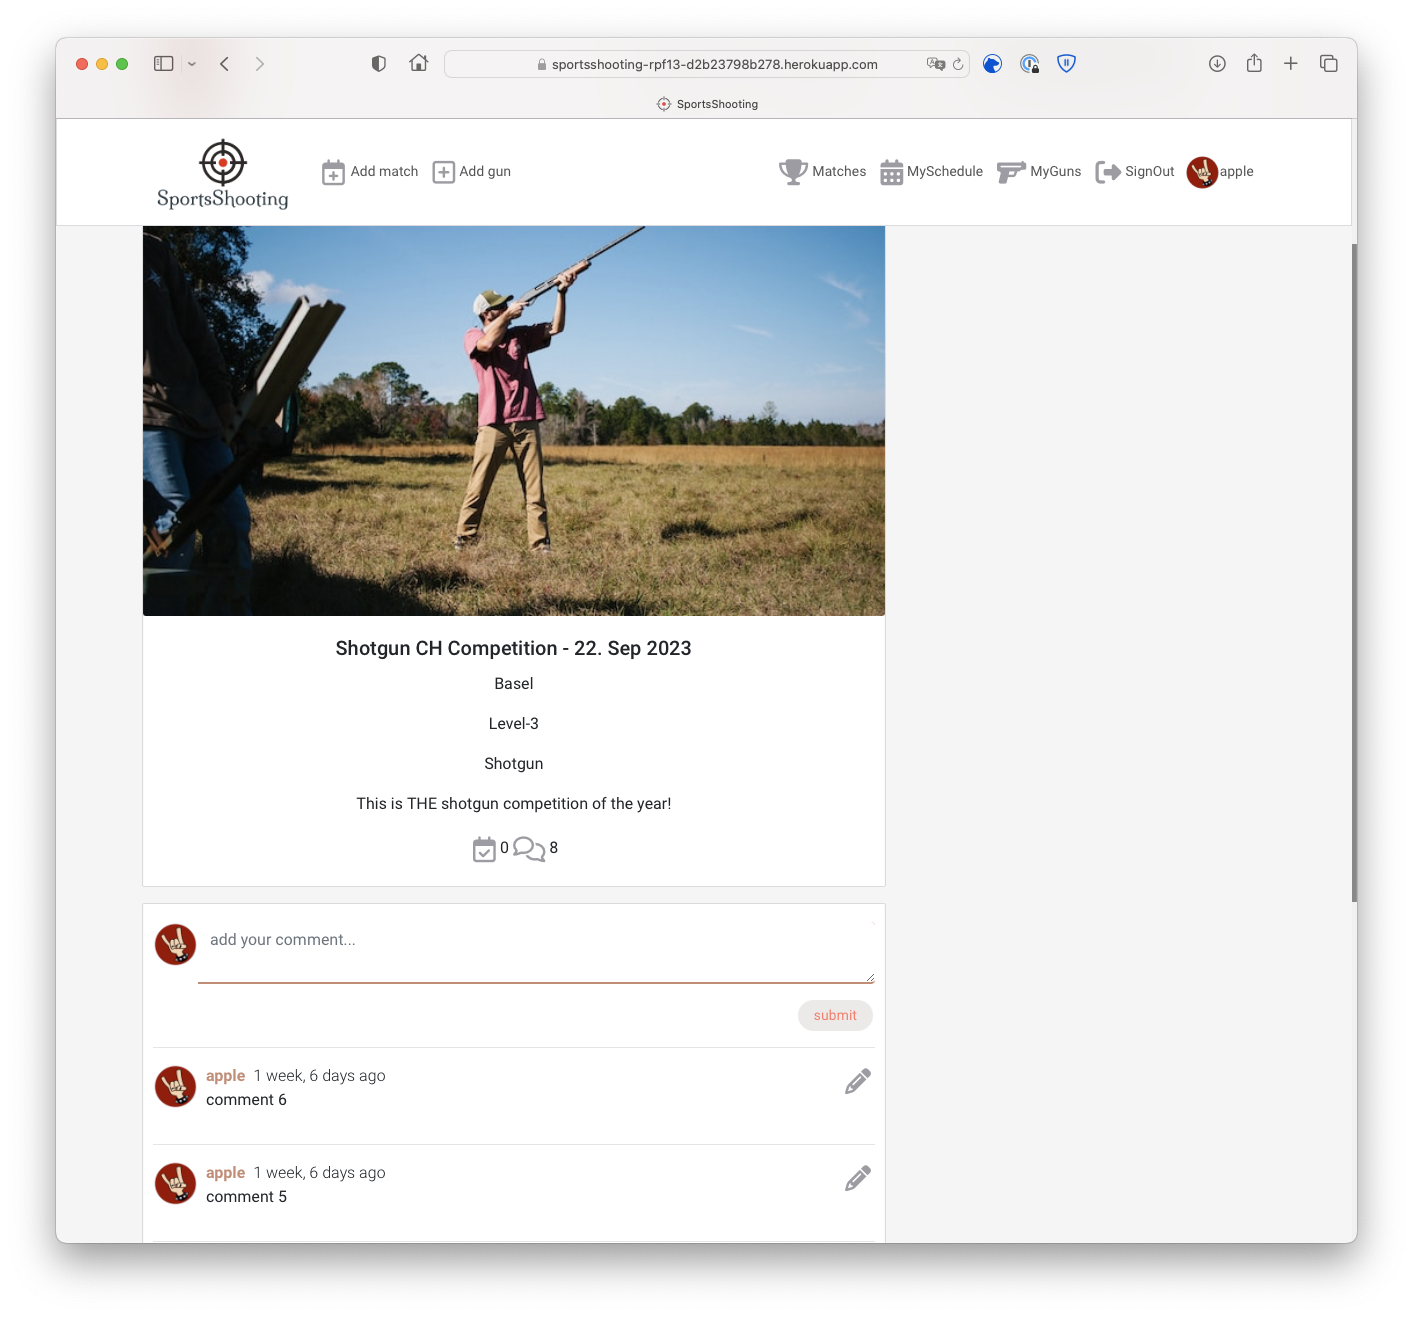 sportsshooting-rpf13-d2b23798b278.herokuapp.com
SportsShooting
SportsShooting
Add match
Add gun
Matches
MySchedule
MyGuns
SignOut
apple
Shotgun CH Competition - 22. Sep 2023
Basel
Level-3
Shotgun
This is THE shotgun competition of the year!
0 8
add your comment...
submit
apple 1 week, 6 days ago
comment 6
apple 1 week, 6 days ago
comment 5